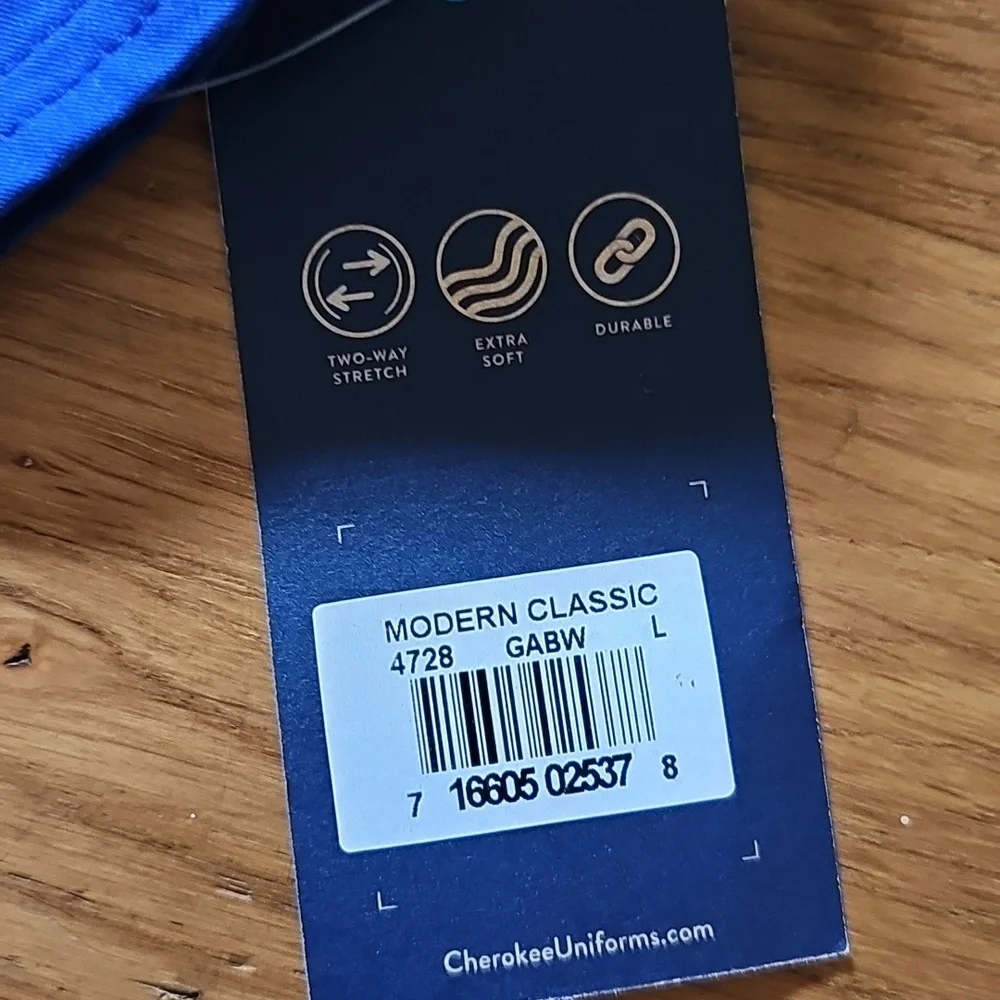 TWO-WAY
STRETCH
EXTRA
SOFT
DURABLE
MODERN CLASSIC
4728 GABW L
7 16605 02537 8
CherokeeUniforms.com